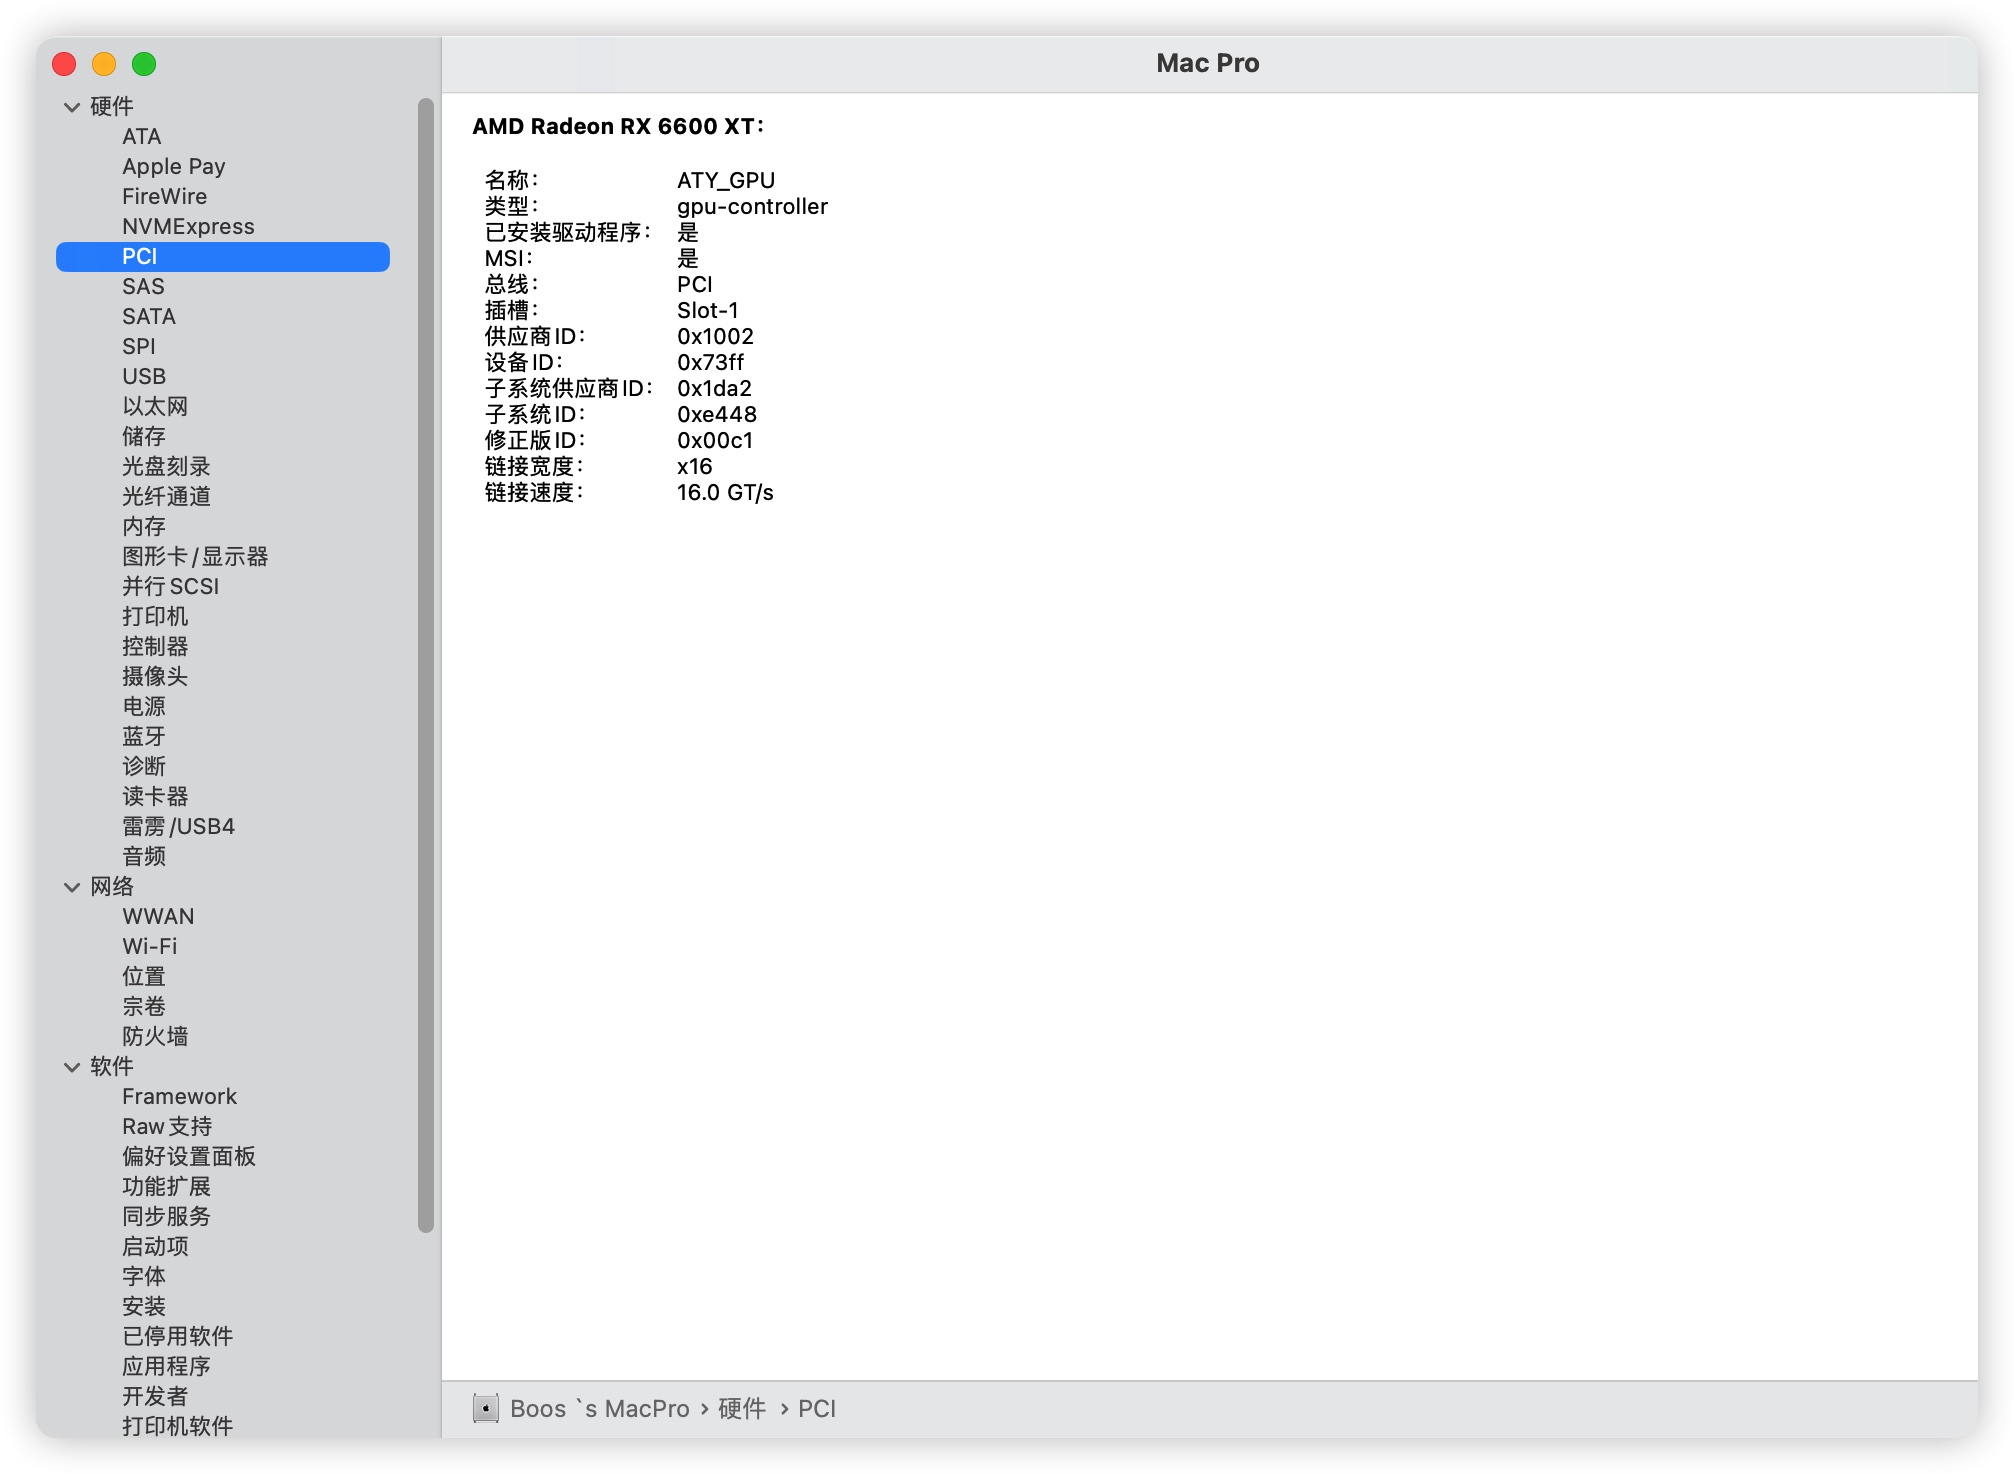 Mac Pro
硬件
ATA
Apple Pay
FireWire
NVMExpress
PCI
SAS
SATA
SPI
USB
以太网
储存
光盘刻录
光纤通道
内存
图形卡/显示器
并行SCSI
打印机
控制器
摄像头
电源
蓝牙
诊断
读卡器
雷雳/USB4
音频
网络
WWAN
Wi-Fi
位置
宗卷
防火墙
软件
Framework
Raw支持
偏好设置面板
功能扩展
同步服务
启动项
字体
安装
已停用软件
应用程序
开发者
打印机软件
AMD Radeon RX 6600 XT：
名称： ATY_GPU
类型： gpu-controller
已安装驱动程序： 是
MSI： 是
总线： PCI
插槽： Slot-1
供应商ID： 0x1002
设备ID： 0x73ff
子系统供应商ID： 0x1da2
子系统ID： 0xe448
修正版ID： 0x00c1
链接宽度： x16
链接速度： 16.0 GT/s
Boos `s MacPro › 硬件 › PCI